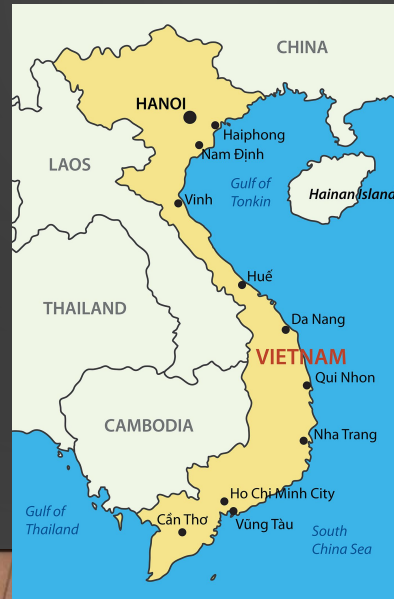 CHINA
HANOI
Haiphong
Nam Định
LAOS
Gulf of
Tonkin
Hainan Island
Vinh
Huế
THAILAND
Da Nang
VIETNAM
Qui Nhon
CAMBODIA
Nha Trang
Ho Chi Minh City
Gulf of
Thailand
Cần Thơ
Vũng Tàu
South
China Sea